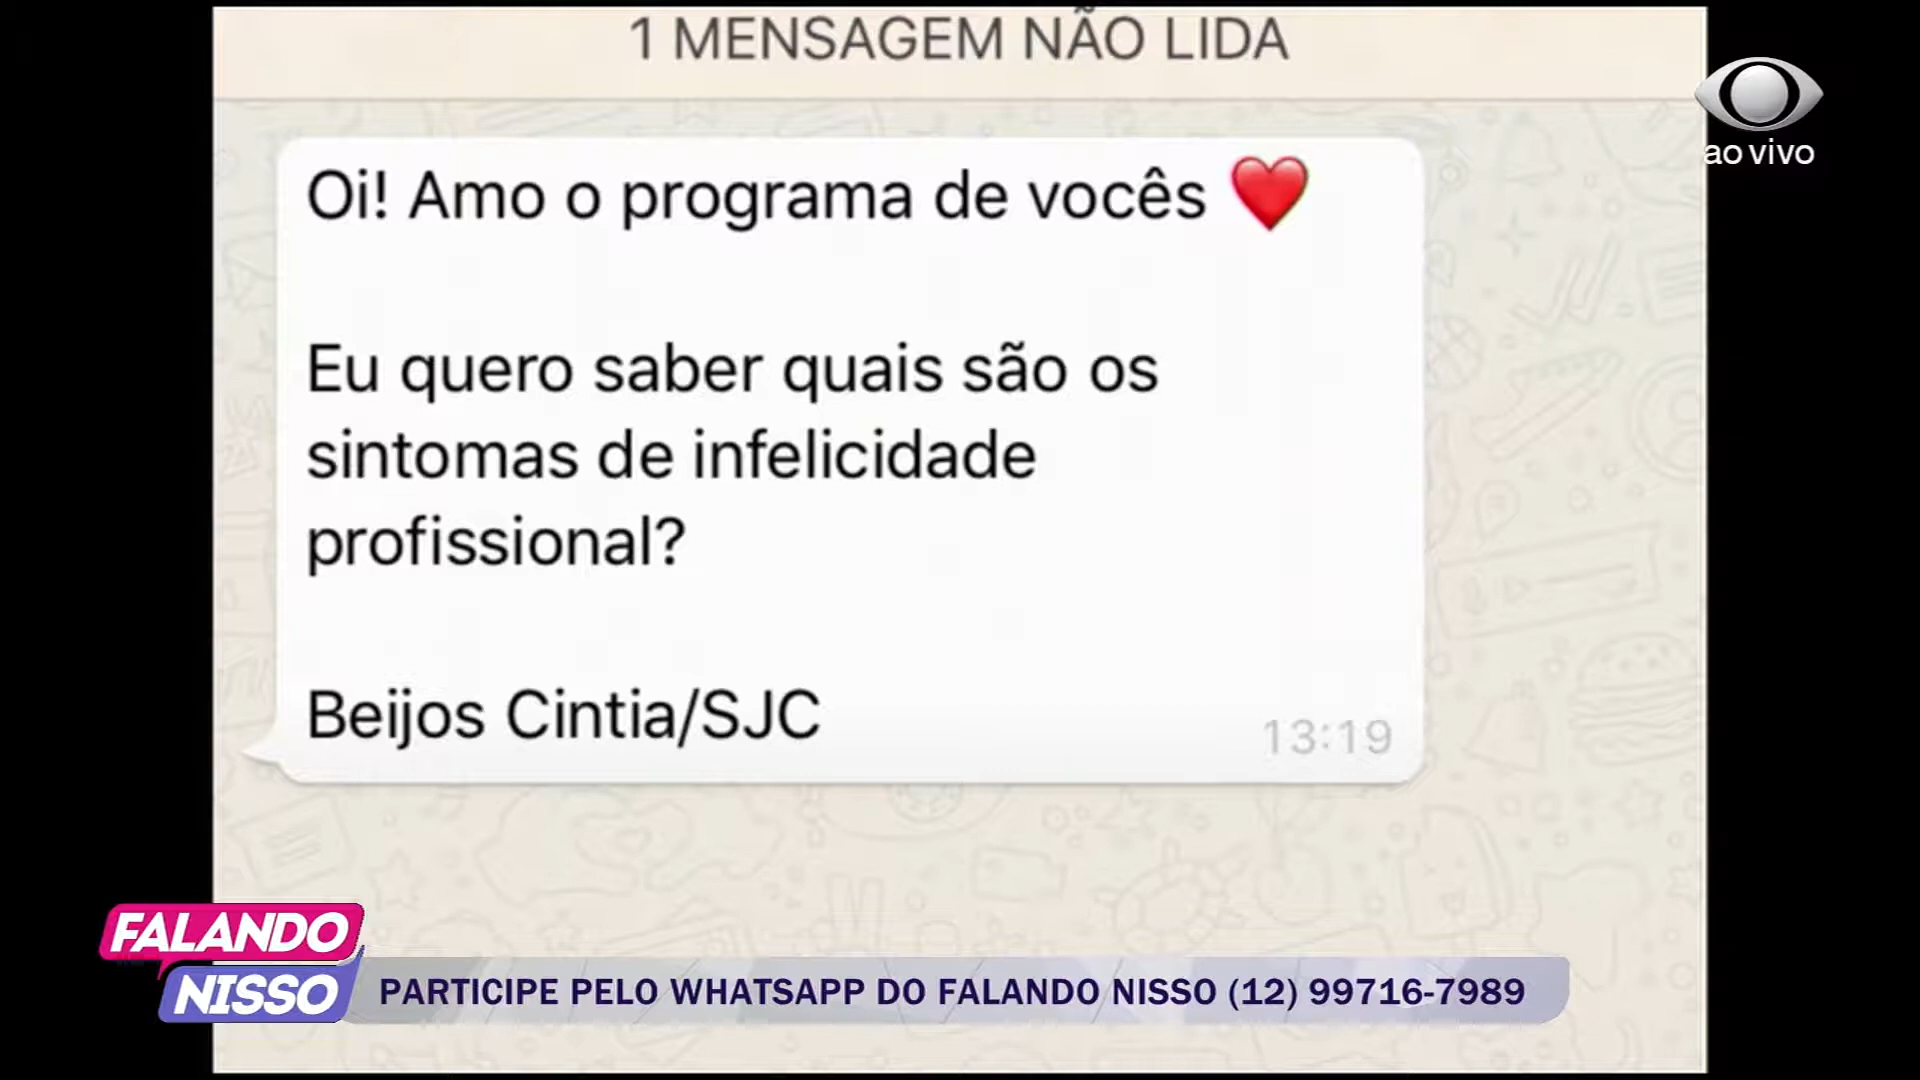 1 MENSAGEM NÃO LIDA
ao vivo
Oi! Amo o programa de vocês ❤️
Eu quero saber quais são os
sintomas de infelicidade
profissional?
Beijos Cintia/SJC
13:19
FALANDO
NISSO
PARTICIPE PELO WHATSAPP DO FALANDO NISSO (12) 99716-7989